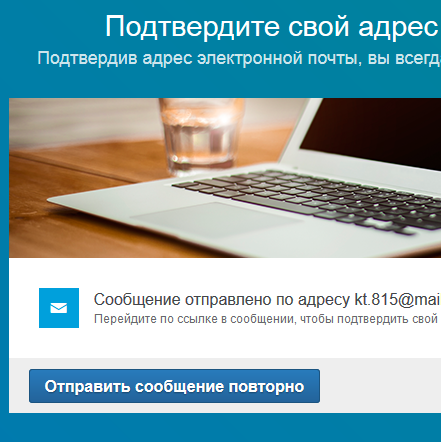 Подтвердите свой адрес
Подтвердив адрес электронной почты, вы
Сообщение отправлено по адресу kt.815@mai
Перейдите по ссылке в сообщении, чтобы подтвердить свой
Отправить сообщение повторно